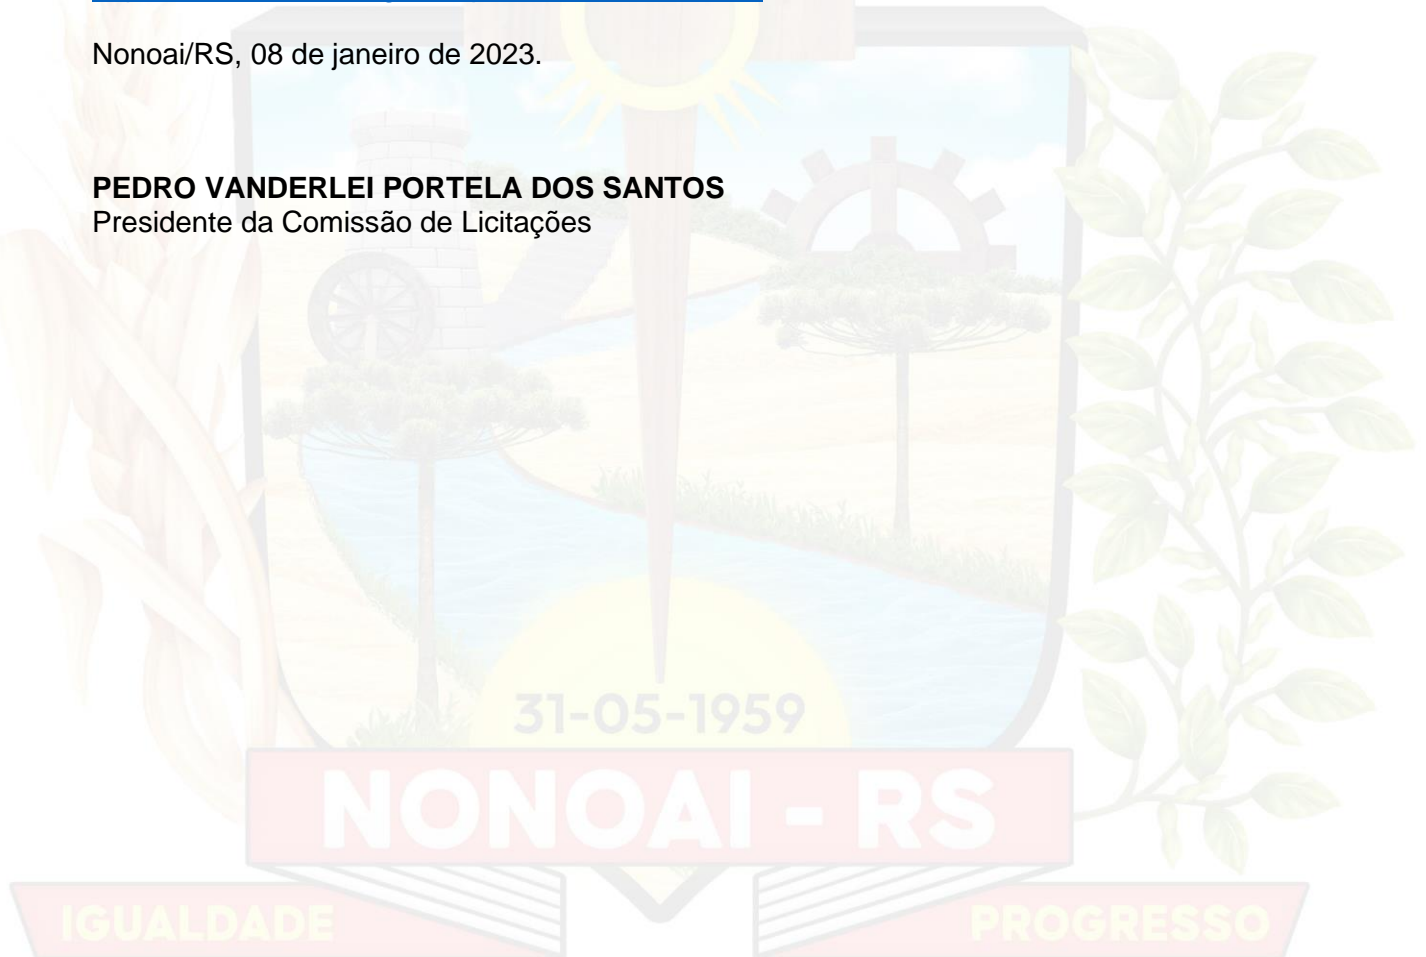 Nonoai/RS, 08 de janeiro de 2023.
PEDRO VANDERLEI PORTELA DOS SANTOS
Presidente da Comissão de Licitações
31-05-1959
NONOAI - RS
IGUALDADE
PROGRESSO